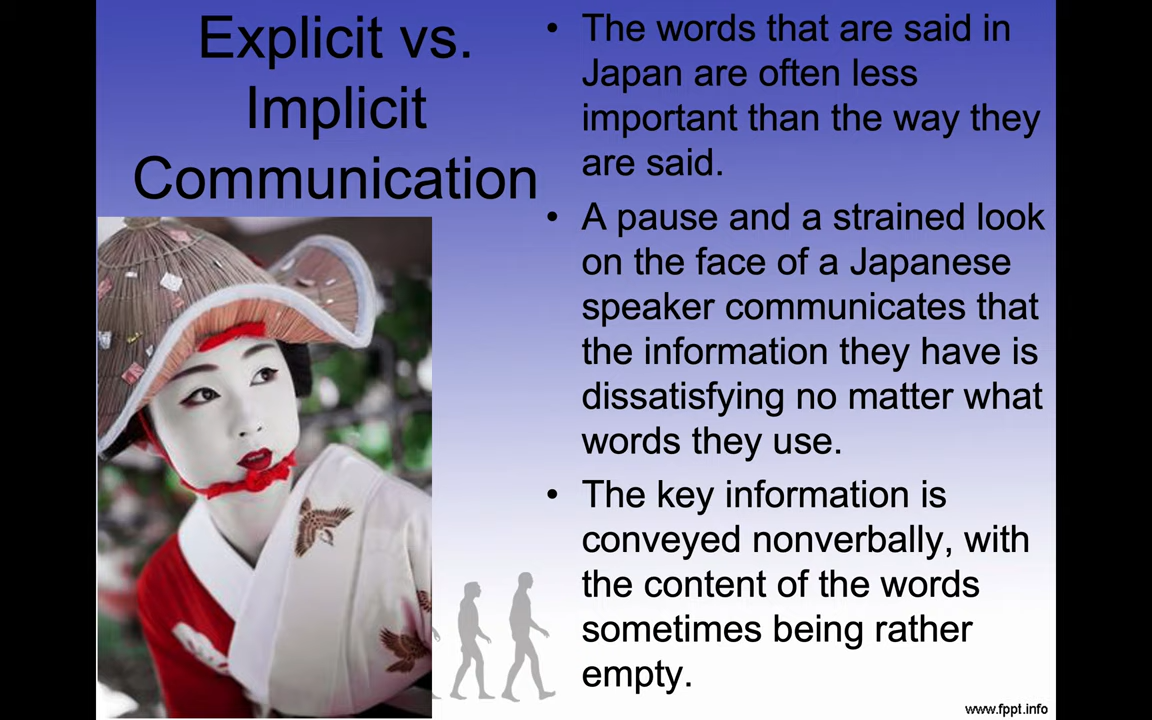 Explicit vs.
Implicit
Communication
• The words that are said in
Japan are often less
important than the way they
are said.
• A pause and a strained look
on the face of a Japanese
speaker communicates that
the information they have is
dissatisfying no matter what
words they use.
• The key information is
conveyed nonverbally, with
the content of the words
sometimes being rather
empty.
www.fppt.info